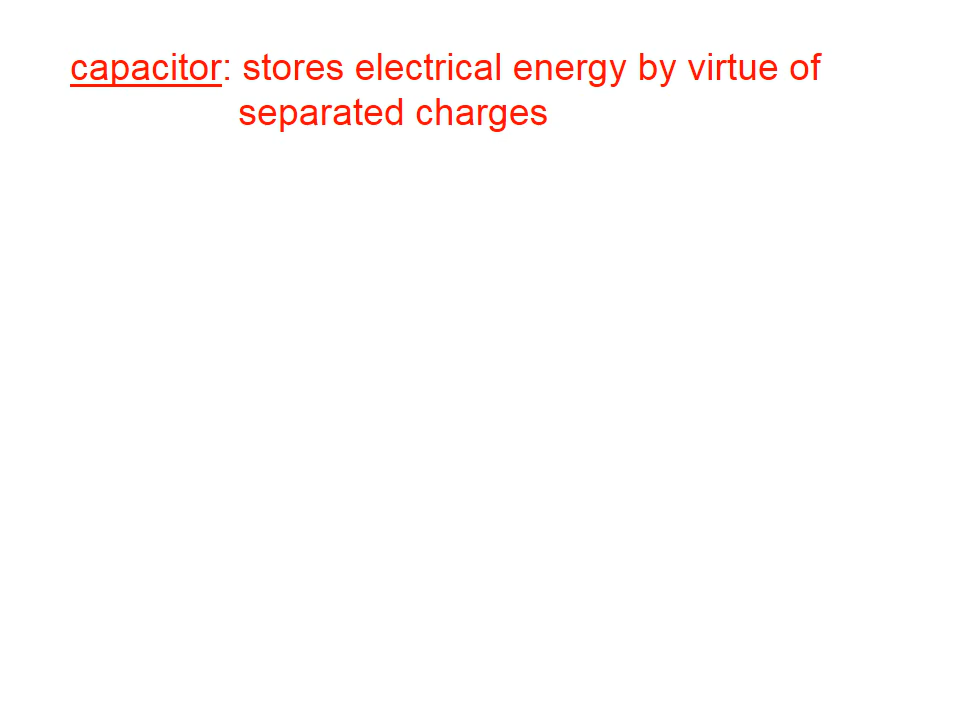 capacitor: stores electrical energy by virtue of
separated charges